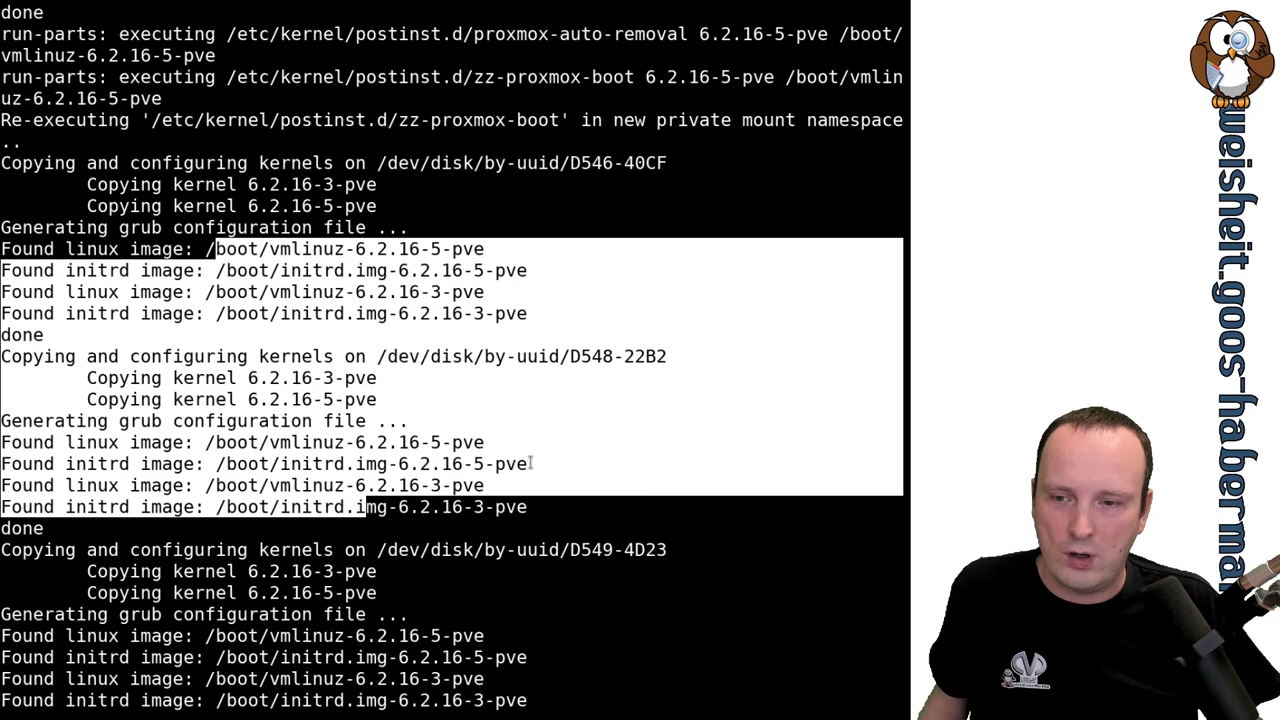 done
run-parts: executing /etc/kernel/postinst.d/proxmox-auto-removal 6.2.16-5-pve /boot/
vmlinuz-6.2.16-5-pve
run-parts: executing /etc/kernel/postinst.d/zz-proxmox-boot 6.2.16-5-pve /boot/vmlin
uz-6.2.16-5-pve
Re-executing '/etc/kernel/postinst.d/zz-proxmox-boot' in new private mount namespace
..
Copying and configuring kernels on /dev/disk/by-uuid/D546-40CF
        Copying kernel 6.2.16-3-pve
        Copying kernel 6.2.16-5-pve
Generating grub configuration file ...
Found linux image: /boot/vmlinuz-6.2.16-5-pve
Found initrd image: /boot/initrd.img-6.2.16-5-pve
Found linux image: /boot/vmlinuz-6.2.16-3-pve
Found initrd image: /boot/initrd.img-6.2.16-3-pve
done
Copying and configuring kernels on /dev/disk/by-uuid/D548-22B2
        Copying kernel 6.2.16-3-pve
        Copying kernel 6.2.16-5-pve
Generating grub configuration file ...
Found linux image: /boot/vmlinuz-6.2.16-5-pve
Found initrd image: /boot/initrd.img-6.2.16-5-pve
Found linux image: /boot/vmlinuz-6.2.16-3-pve
Found initrd image: /boot/initrd.img-6.2.16-3-pve
done
Copying and configuring kernels on /dev/disk/by-uuid/D549-4D23
        Copying kernel 6.2.16-3-pve
        Copying kernel 6.2.16-5-pve
Generating grub configuration file ...
Found linux image: /boot/vmlinuz-6.2.16-5-pve
Found initrd image: /boot/initrd.img-6.2.16-5-pve
Found linux image: /boot/vmlinuz-6.2.16-3-pve
Found initrd image: /boot/initrd.img-6.2.16-3-pve
weisheit.goos-haberma